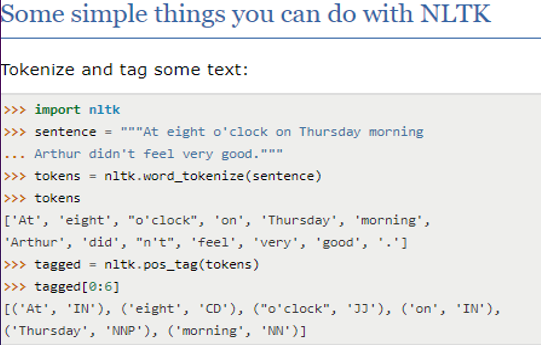 Some simple things you can do with NLTK
Tokenize and tag some text:
>>> import nltk
>>> sentence = """At eight o'clock on Thursday morning
... Arthur didn't feel very good."""
>>> tokens = nltk.word_tokenize(sentence)
>>> tokens
['At', 'eight', "o'clock", 'on', 'Thursday', 'morning',
'Arthur', 'did', "n't", 'feel', 'very', 'good', '.']
>>> tagged = nltk.pos_tag(tokens)
>>> tagged[0:6]
[('At', 'IN'), ('eight', 'CD'), ("o'clock", 'JJ'), ('on', 'IN'),
('Thursday', 'NNP'), ('morning', 'NN')]